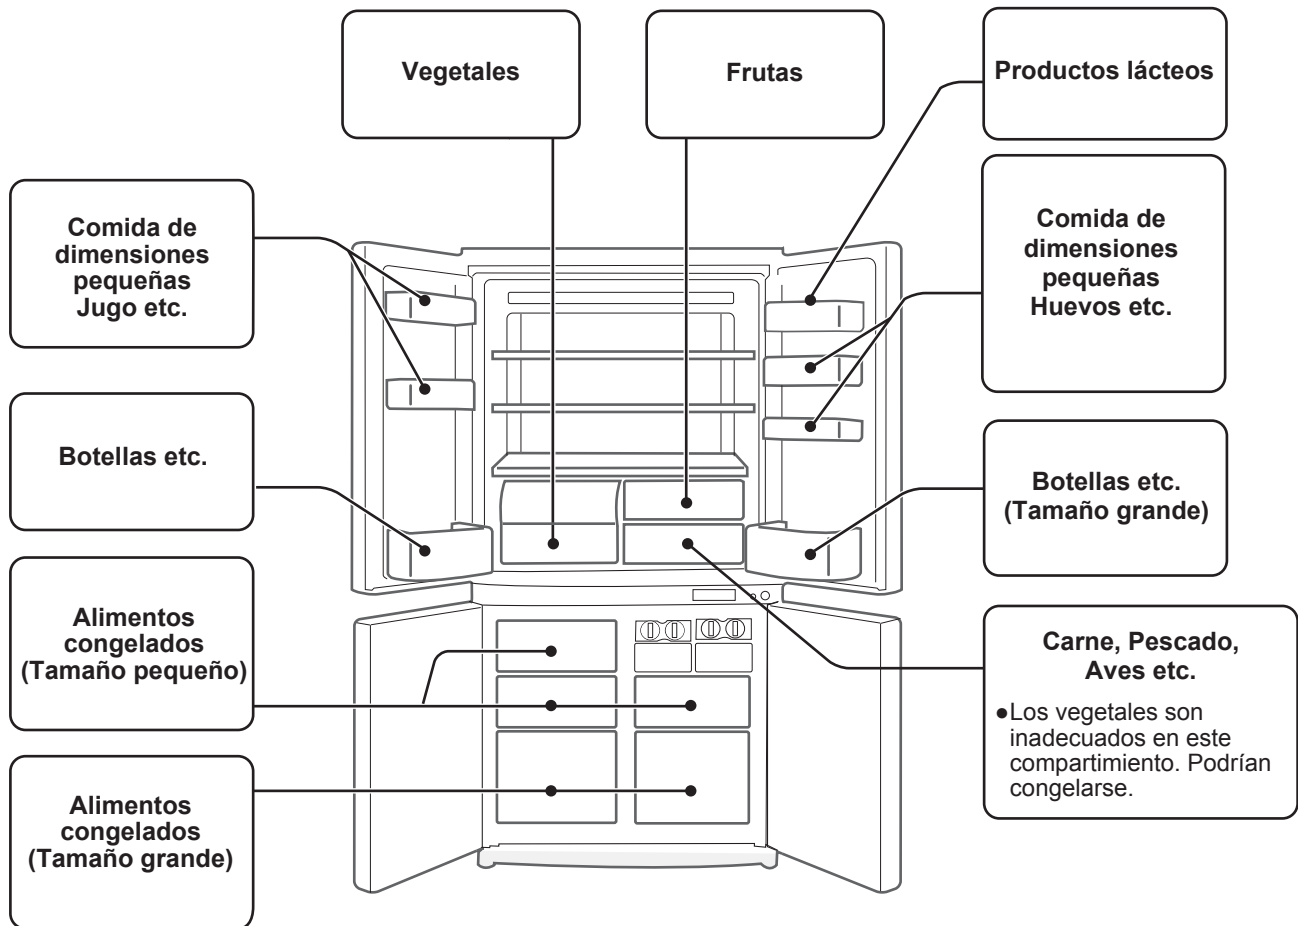 Vegetales
Frutas
Productos lácteos
Comida de
dimensiones
pequeñas
Jugo etc.
Comida de
dimensiones
pequeñas
Huevos etc.
Botellas etc.
Botellas etc.
(Tamaño grande)
Alimentos
congelados
(Tamaño pequeño)
Carne, Pescado,
Aves etc.
●Los vegetales son
inadecuados en este
compartimiento. Podrían
congelarse.
Alimentos
congelados
(Tamaño grande)